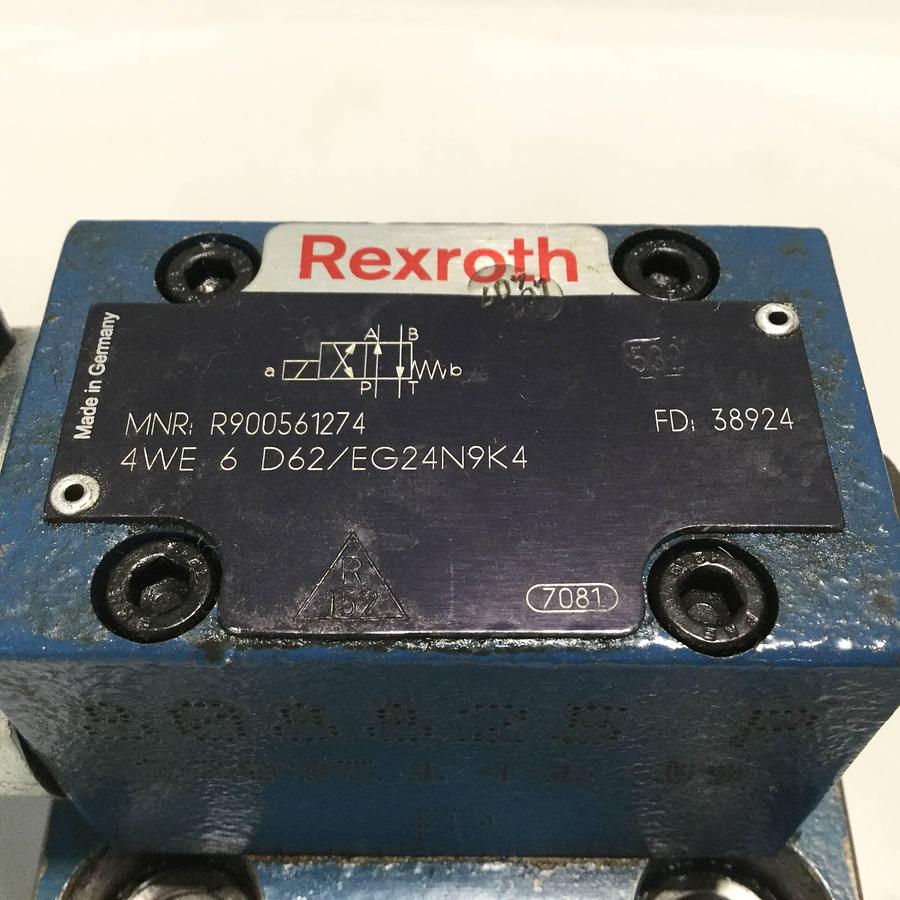 Rexroth
Made in Germany
A B
a b
P T
532
MNR: R900561274
FD: 38924
4WE 6 D62/EG24N9K4
R
152
7081